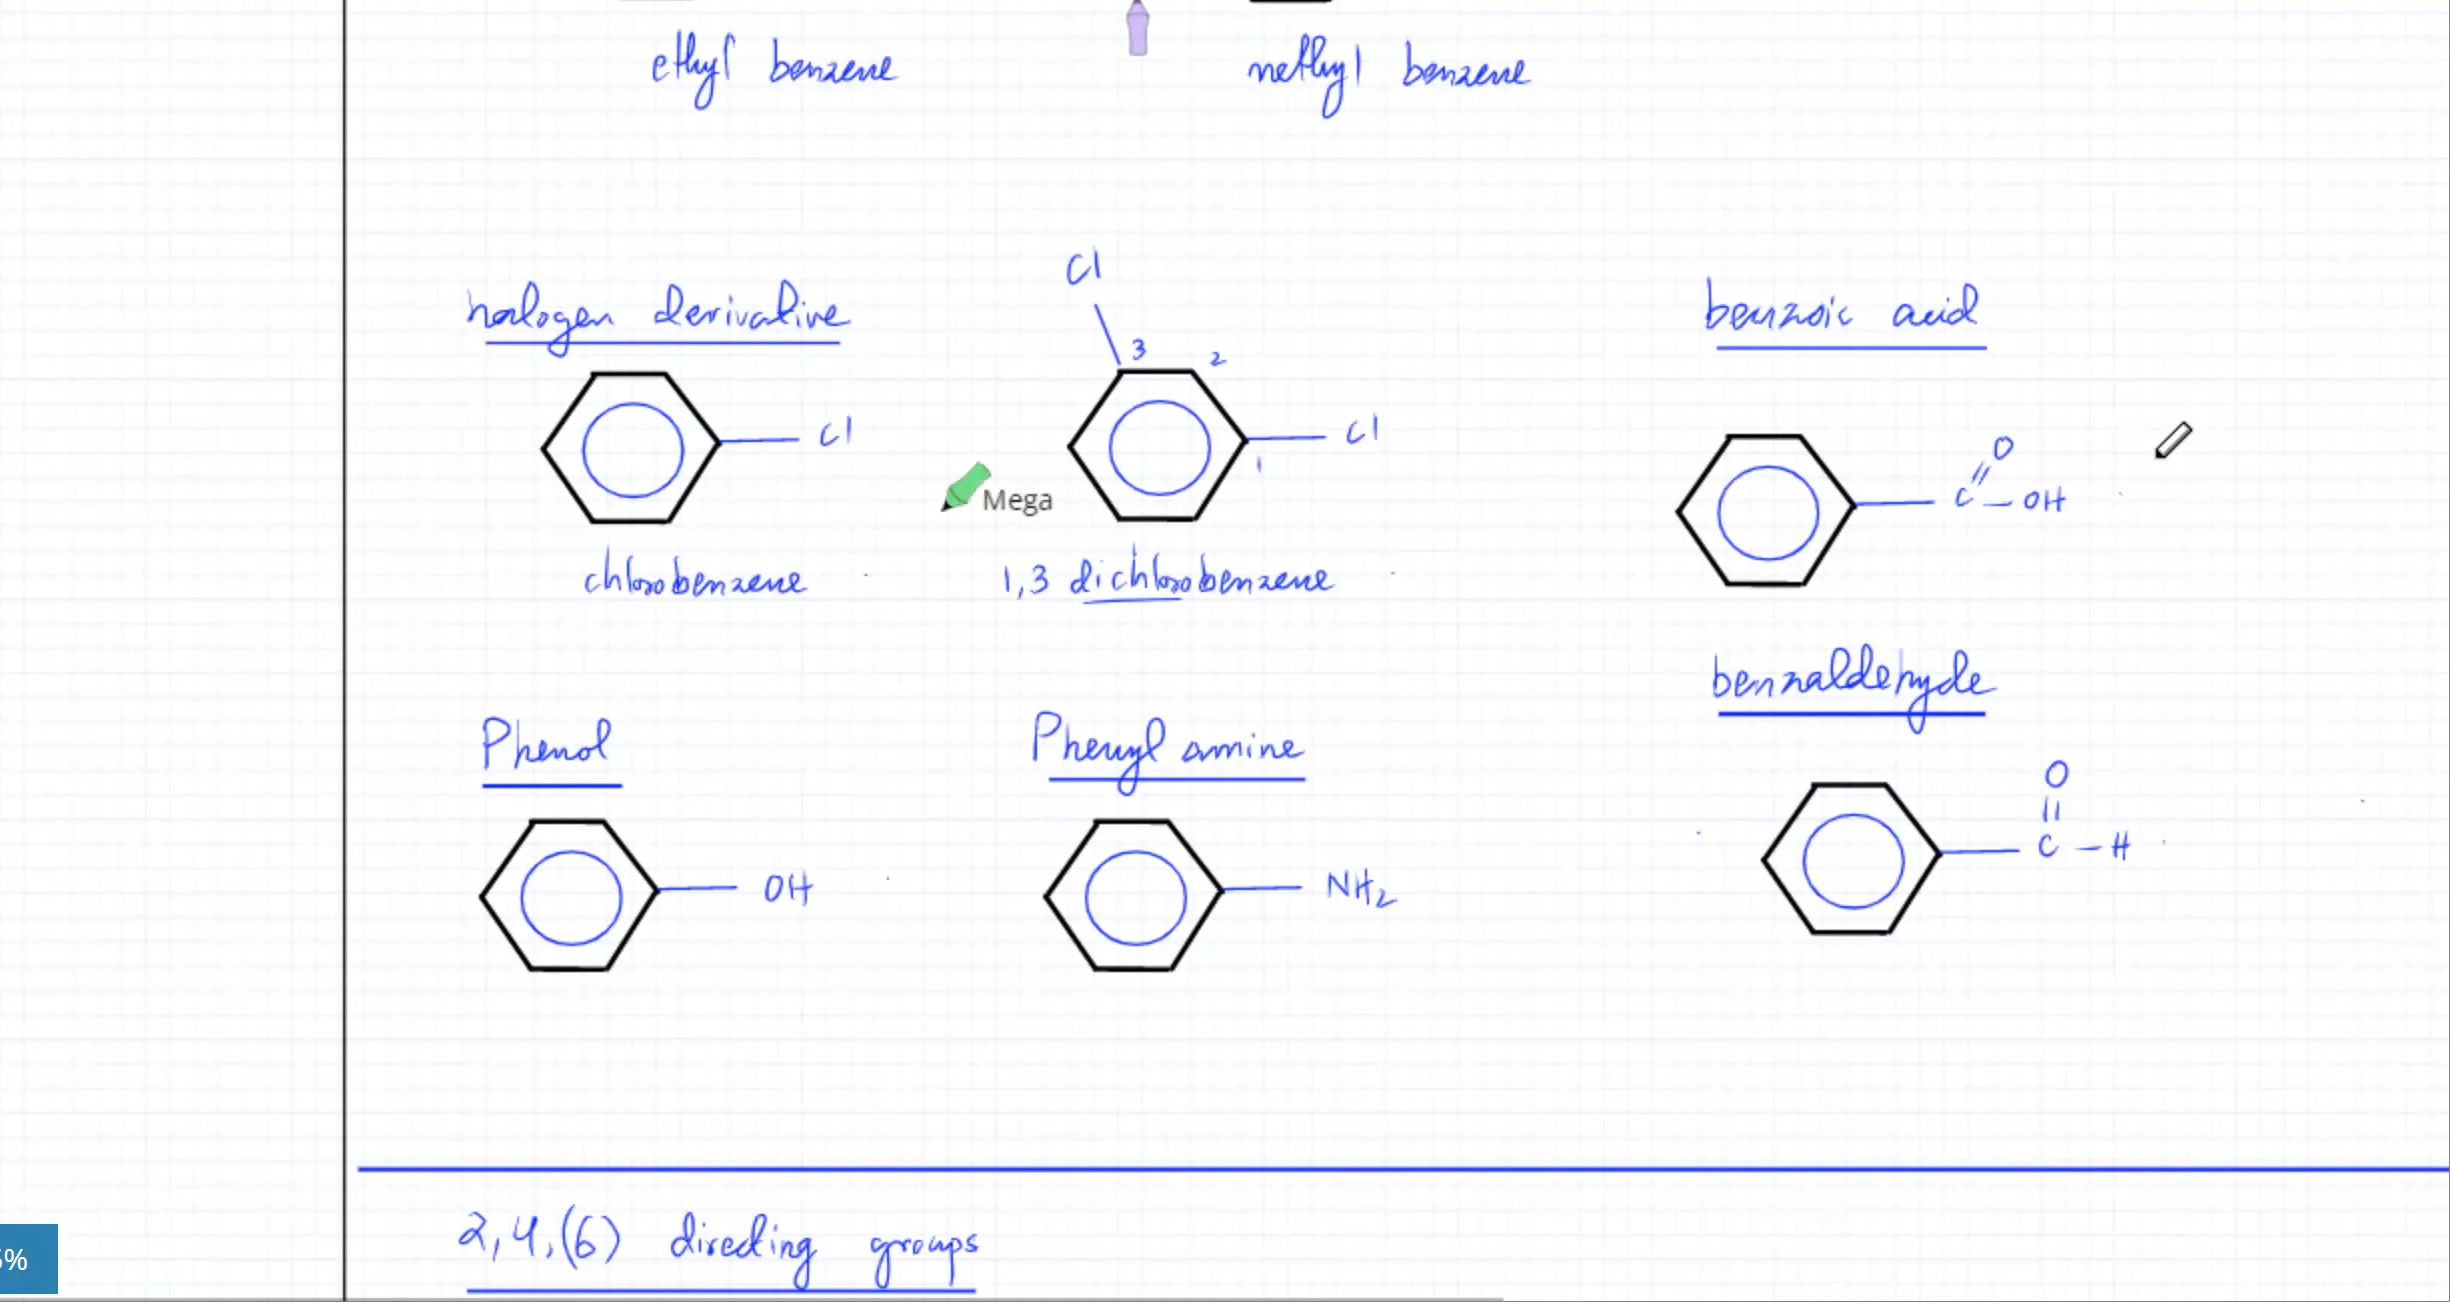 ethyl benzene
methyl benzene
halogen derivative
Cl
Cl
3
2
Cl
1
Mega
chlorobenzene
1,3 dichlorobenzene
benzoic acid
O
C - OH
Phenol
OH
Phenyl amine
NH2
benzaldehyde
O
C - H
2,4,(6) directing groups
%